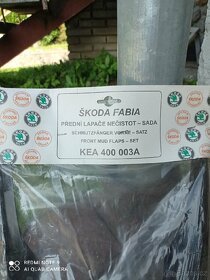 ŠKODA FABIA
PŘEDNÍ LAPAČE NEČISTOT – SADA
SCHMUTZFÄNGER VORNE – SATZ
FRONT MUD FLAPS – SET
KEA 400 003A
REDMI NOTE 9
AI QUAD CAMERA